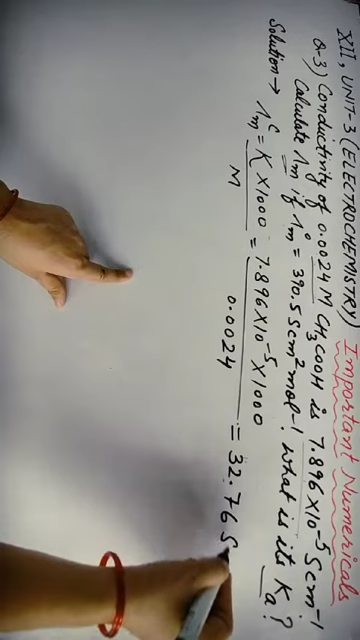 XII, UNIT-3 (ELECTROCHEMISTRY) Important Numericals
Q-3) Conductivity of 0.0024 M CH₃COOH is 7.896×10⁻⁵ S cm⁻¹
Calculate Λm if Λ°m = 390.5 S cm² mol⁻¹. What is its Ka?
Solution → Λᶜm = K × 1000 / M = 7.896×10⁻⁵ × 1000 / 0.0024 = 32.76 S